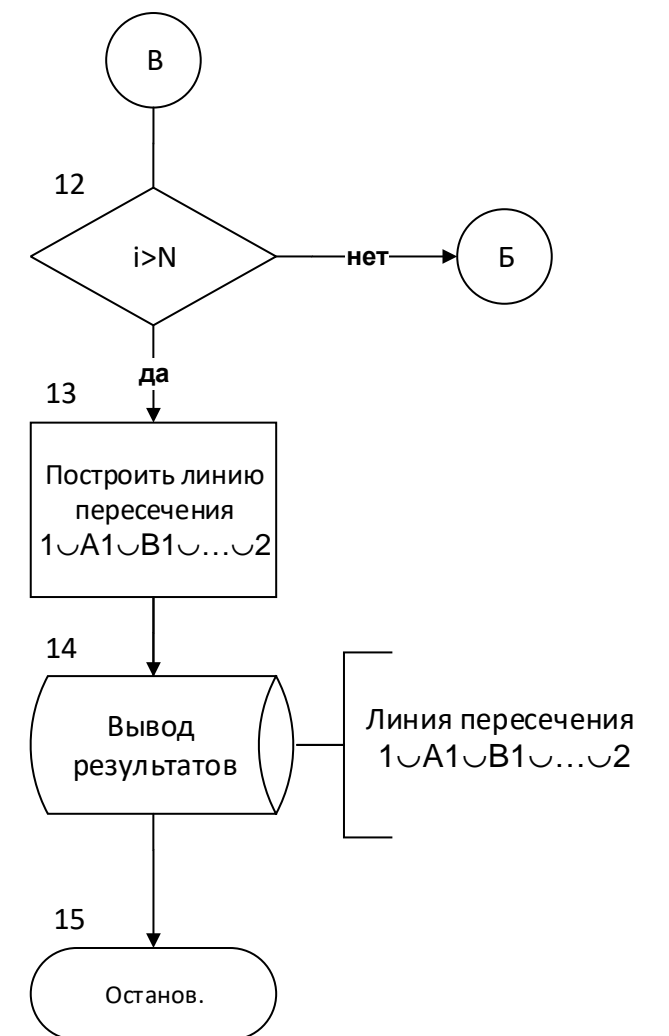 В
12
i>N
нет
Б
да
13
Построить линию
пересечения
1◡A1◡B1◡…◡2
14
Вывод
результатов
Линия пересечения
1◡A1◡B1◡…◡2
15
Останов.